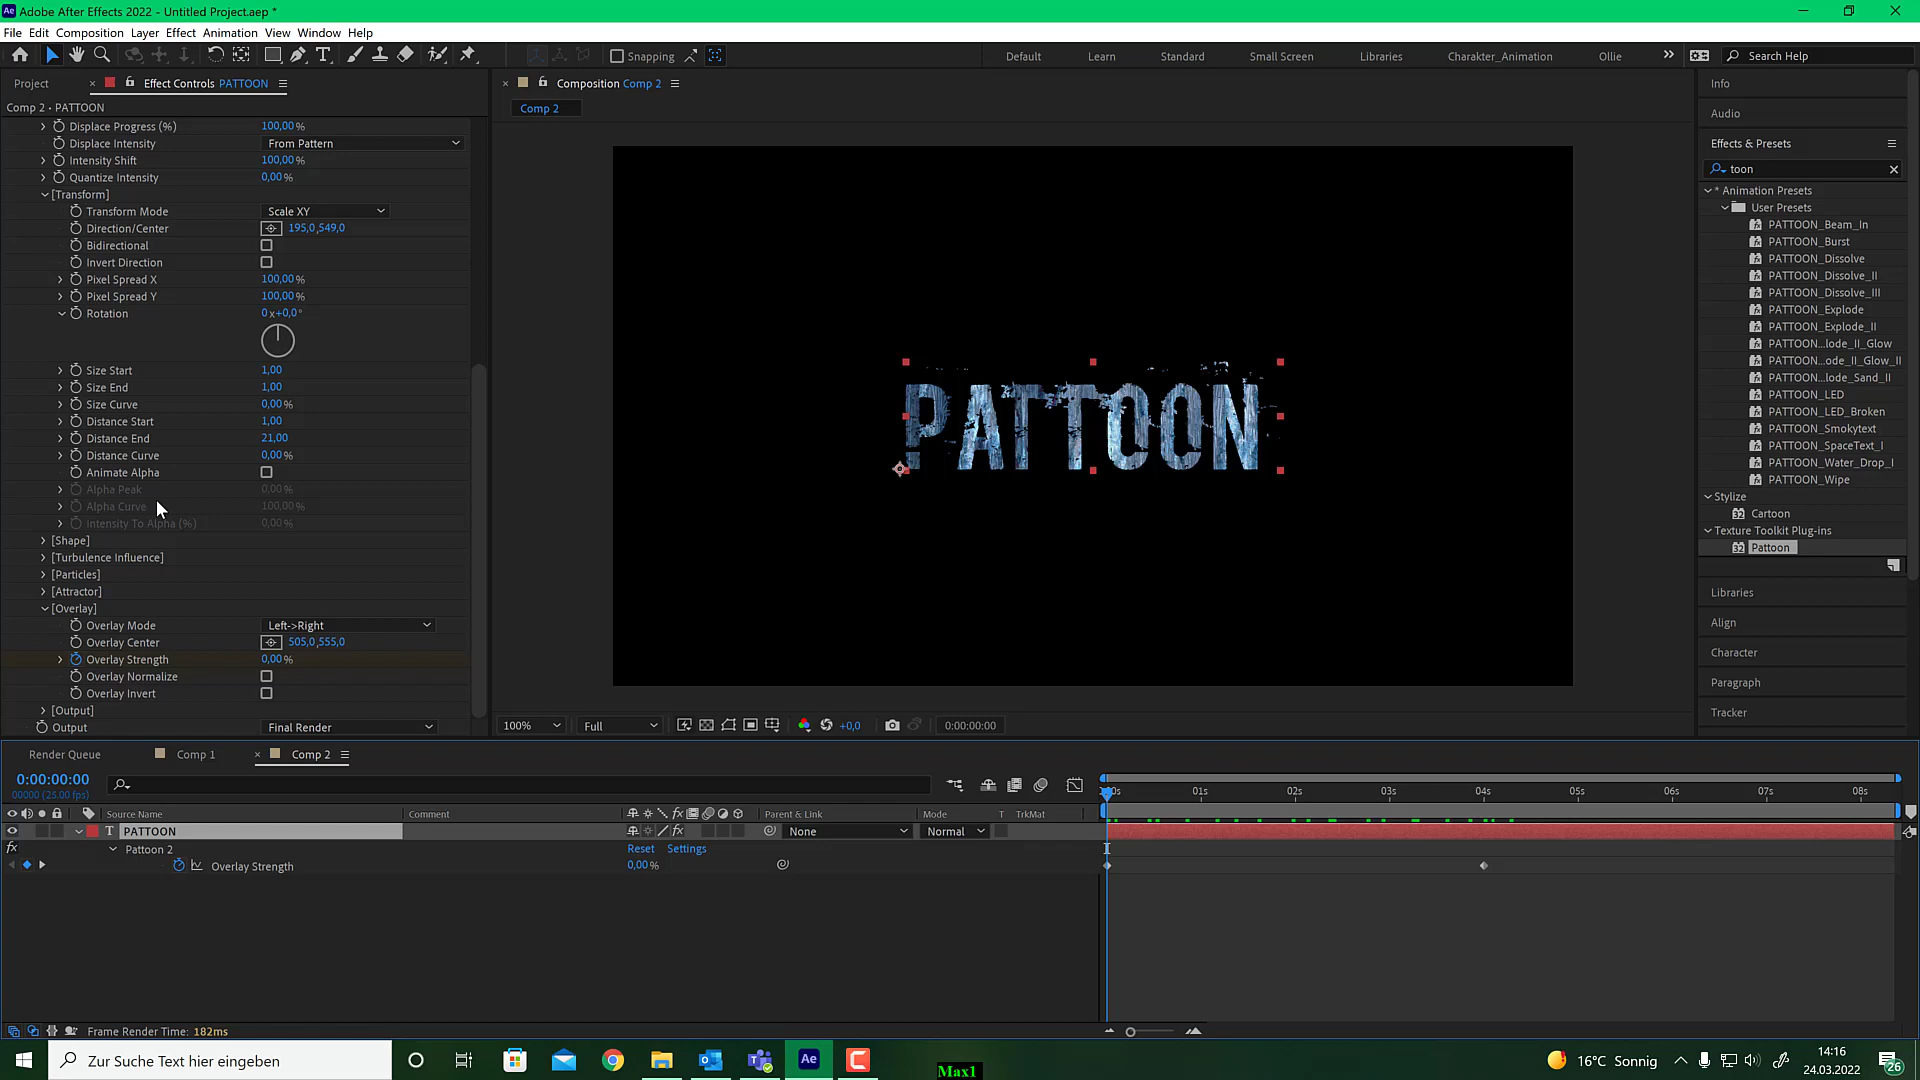 Adobe After Effects 2022 - Untitled Project.aep *
File Edit Composition Layer Effect Animation View Window Help
Snapping Default Learn Standard Small Screen Libraries Charakter_Animation Ollie Search Help
Project Effect Controls PATTOON
Comp 2 • PATTOON
Displace Progress (%) 100,00 %
Displace Intensity From Pattern
Intensity Shift 100,00 %
Quantize Intensity 0,00 %
[Transform]
Transform Mode Scale XY
Direction/Center 195,0,549,0
Bidirectional
Invert Direction
Pixel Spread X 100,00 %
Pixel Spread Y 100,00 %
Rotation 0 x+0,0°
Size Start 1,00
Size End 1,00
Size Curve 0,00 %
Distance Start 1,00
Distance End 21,00
Distance Curve 0,00 %
Animate Alpha
Alpha Peak 0,00 %
Alpha Curve 100,00 %
Intensity To Alpha (%) 0,00 %
[Shape]
[Turbulence Influence]
[Particles]
[Attractor]
[Overlay]
Overlay Mode Left->Right
Overlay Center 505,0,555,0
Overlay Strength 0,00 %
Overlay Normalize
Overlay Invert
[Output]
Output Final Render
Composition Comp 2
Comp 2
PATTOON
100% Full +0,0 0:00:00:00
Info
Audio
Effects & Presets
toon
* Animation Presets
User Presets
PATTOON_Beam_In
PATTOON_Burst
PATTOON_Dissolve
PATTOON_Dissolve_II
PATTOON_Dissolve_III
PATTOON_Explode
PATTOON_Explode_II
PATTOON...lode_II_Glow
PATTOON...ode_II_Glow_II
PATTOON...lode_Sand_II
PATTOON_LED
PATTOON_LED_Broken
PATTOON_Smokytext
PATTOON_SpaceText_I
PATTOON_Water_Drop_I
PATTOON_Wipe
Stylize
32 Cartoon
Texture Toolkit Plug-ins
32 Pattoon
Libraries
Align
Character
Paragraph
Tracker
Render Queue Comp 1 Comp 2
0:00:00:00
00000 (25.00 fps)
01s 02s 03s 04s 05s 06s 07s 08s
Source Name Comment Parent & Link Mode T TrkMat
T PATTOON None Normal
fx Pattoon 2 Reset Settings
Overlay Strength 0,00 %
Frame Render Time: 182ms
Zur Suche Text hier eingeben
Ae
Max1
16°C Sonnig
14:16
24.03.2022
26